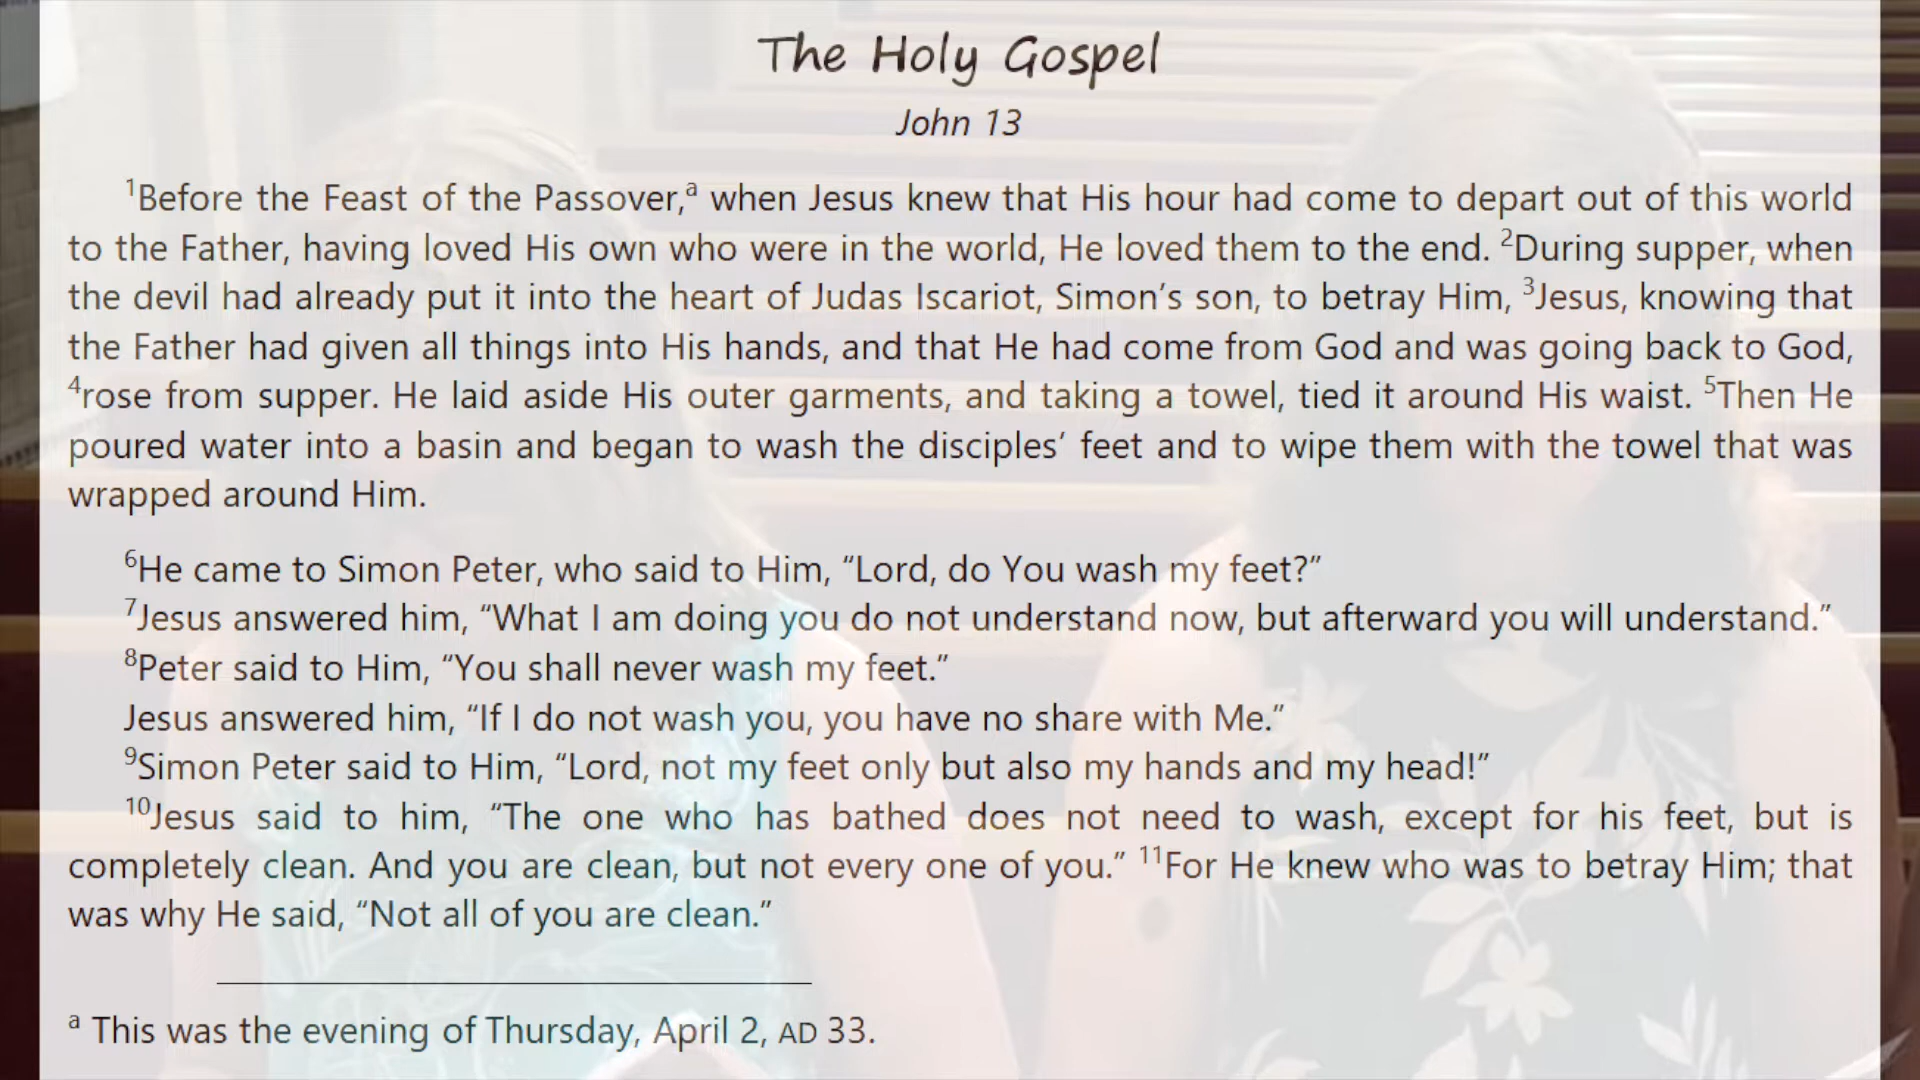 The Holy Gospel
John 13
¹Before the Feast of the Passover,ᵃ when Jesus knew that His hour had come to depart out of this world
to the Father, having loved His own who were in the world, He loved them to the end. ²During supper, when
the devil had already put it into the heart of Judas Iscariot, Simon’s son, to betray Him, ³Jesus, knowing that
the Father had given all things into His hands, and that He had come from God and was going back to God,
⁴rose from supper. He laid aside His outer garments, and taking a towel, tied it around His waist. ⁵Then He
poured water into a basin and began to wash the disciples’ feet and to wipe them with the towel that was
wrapped around Him.
⁶He came to Simon Peter, who said to Him, “Lord, do You wash my feet?”
⁷Jesus answered him, “What I am doing you do not understand now, but afterward you will understand.”
⁸Peter said to Him, “You shall never wash my feet.”
Jesus answered him, “If I do not wash you, you have no share with Me.”
⁹Simon Peter said to Him, “Lord, not my feet only but also my hands and my head!”
¹⁰Jesus said to him, “The one who has bathed does not need to wash, except for his feet, but is
completely clean. And you are clean, but not every one of you.” ¹¹For He knew who was to betray Him; that
was why He said, “Not all of you are clean.”
ᵃ This was the evening of Thursday, April 2, AD 33.